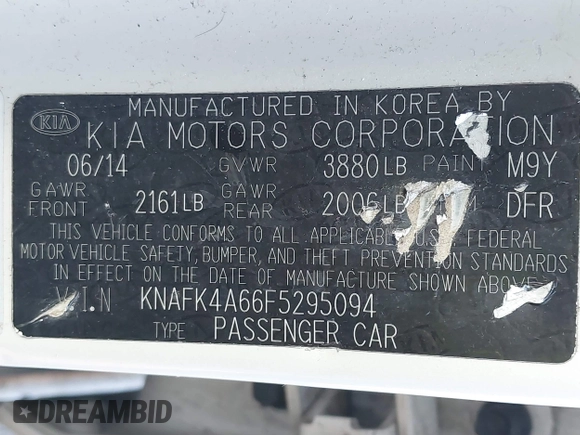 KIA
MANUFACTURED IN KOREA BY
KIA MOTORS CORPORATION
06/14 GVWR 3880LB PAINT M9Y
GAWR FRONT 2161LB GAWR REAR 2006LB DFR
THIS VEHICLE CONFORMS TO ALL APPLICABLE U.S. FEDERAL
MOTOR VEHICLE SAFETY, BUMPER, AND THEFT PREVENTION STANDARDS
IN EFFECT ON THE DATE OF MANUFACTURE SHOWN ABOVE
V.I.N KNAFK4A66F5295094
TYPE PASSENGER CAR
DREAMBID